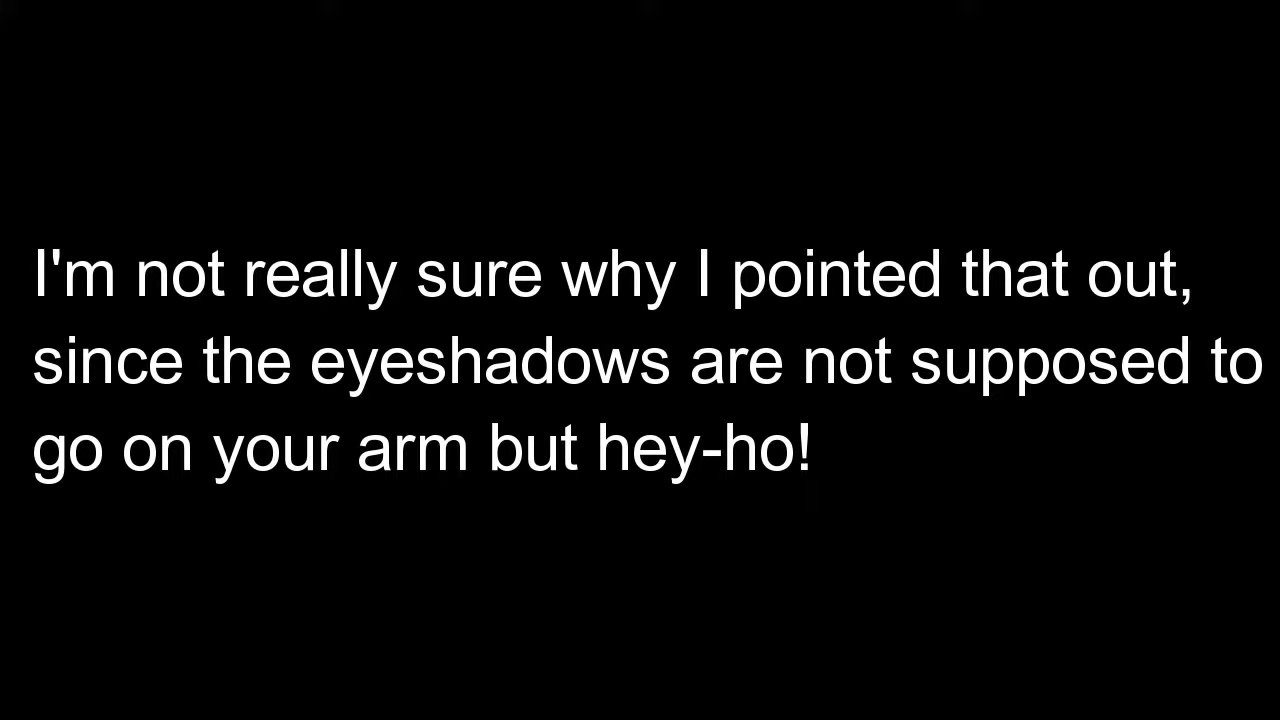 I'm not really sure why I pointed that out,
since the eyeshadows are not supposed to
go on your arm but hey-ho!